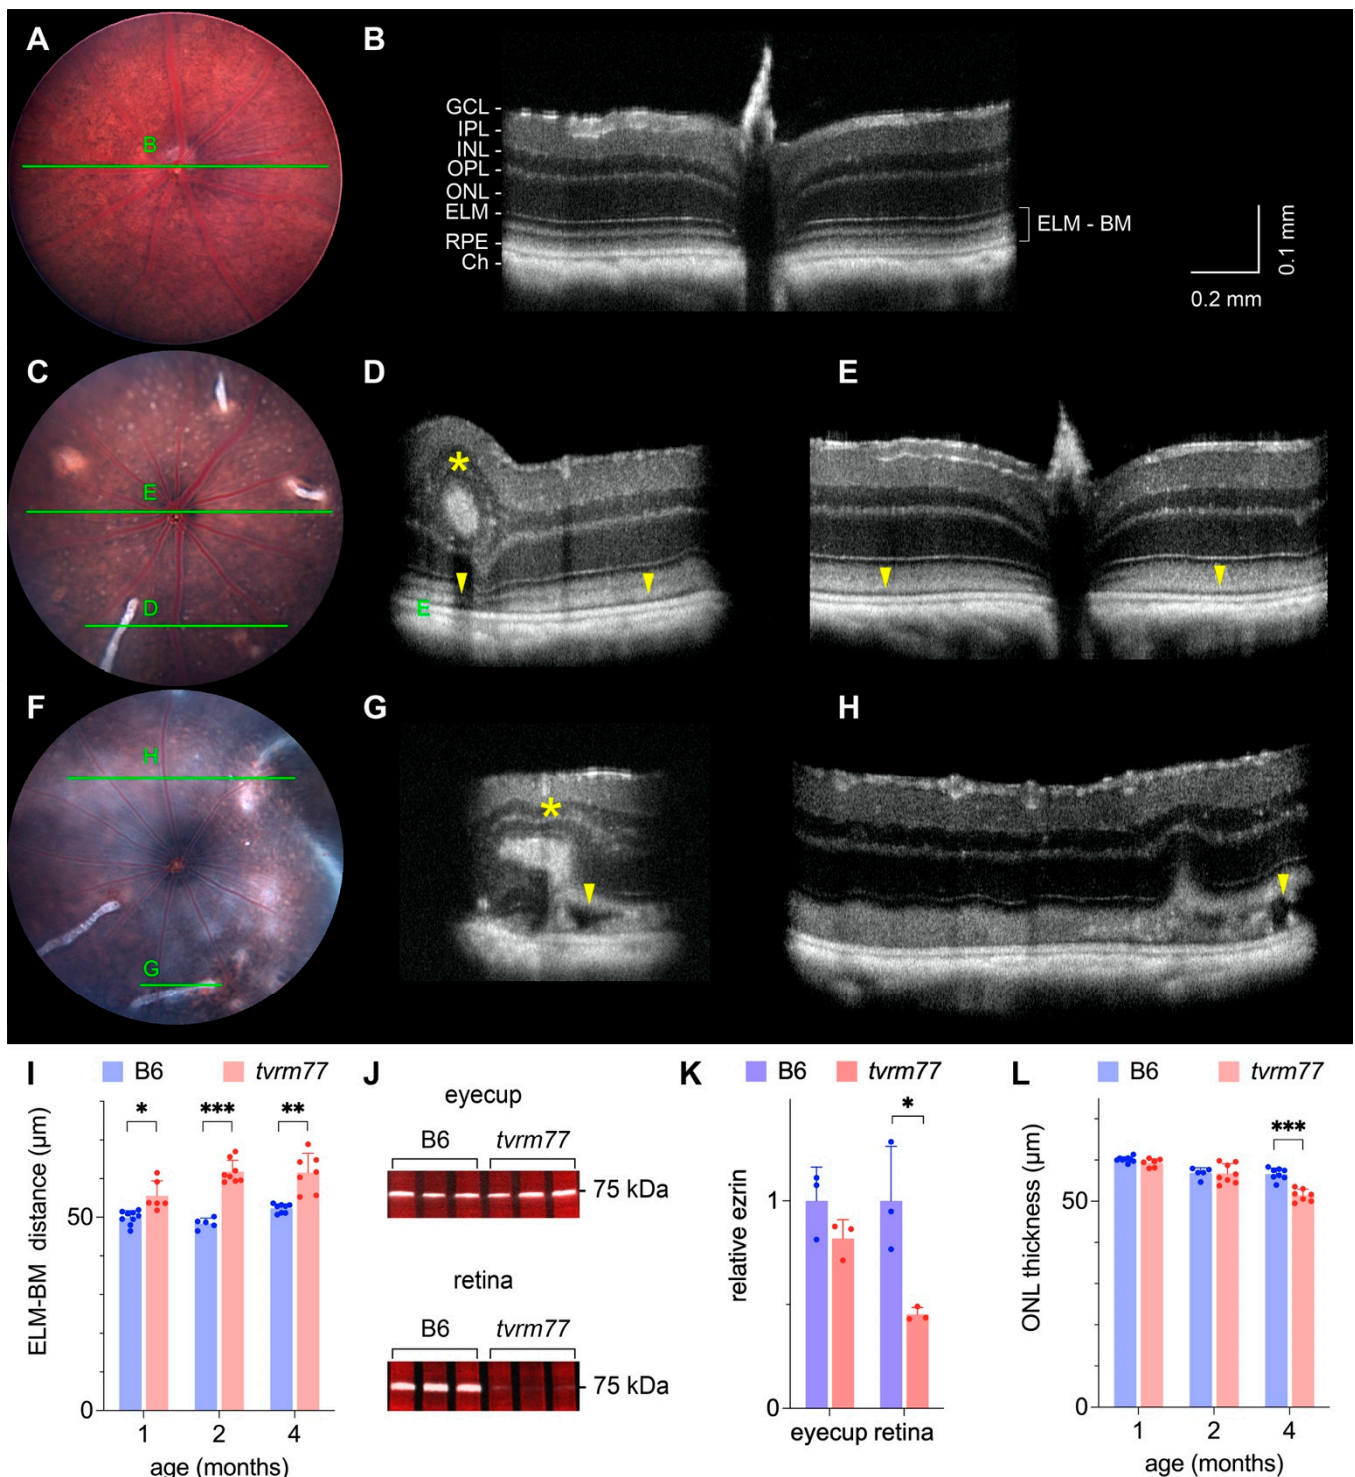 A
B
B
GCL -
IPL -
INL -
OPL -
ONL -
ELM -
RPE -
Ch -
ELM - BM
0.1 mm
0.2 mm
C
E
D
D
*
E
E
F
H
G
G
*
H
I
B6
tvrm77
*
***
**
ELM-BM distance (µm)
50
0
1
2
4
age (months)
J
eyecup
B6
tvrm77
- 75 kDa
retina
B6
tvrm77
- 75 kDa
K
B6
tvrm77
*
relative ezrin
1
0
eyecup retina
L
B6
tvrm77
***
ONL thickness (µm)
50
0
1
2
4
age (months)